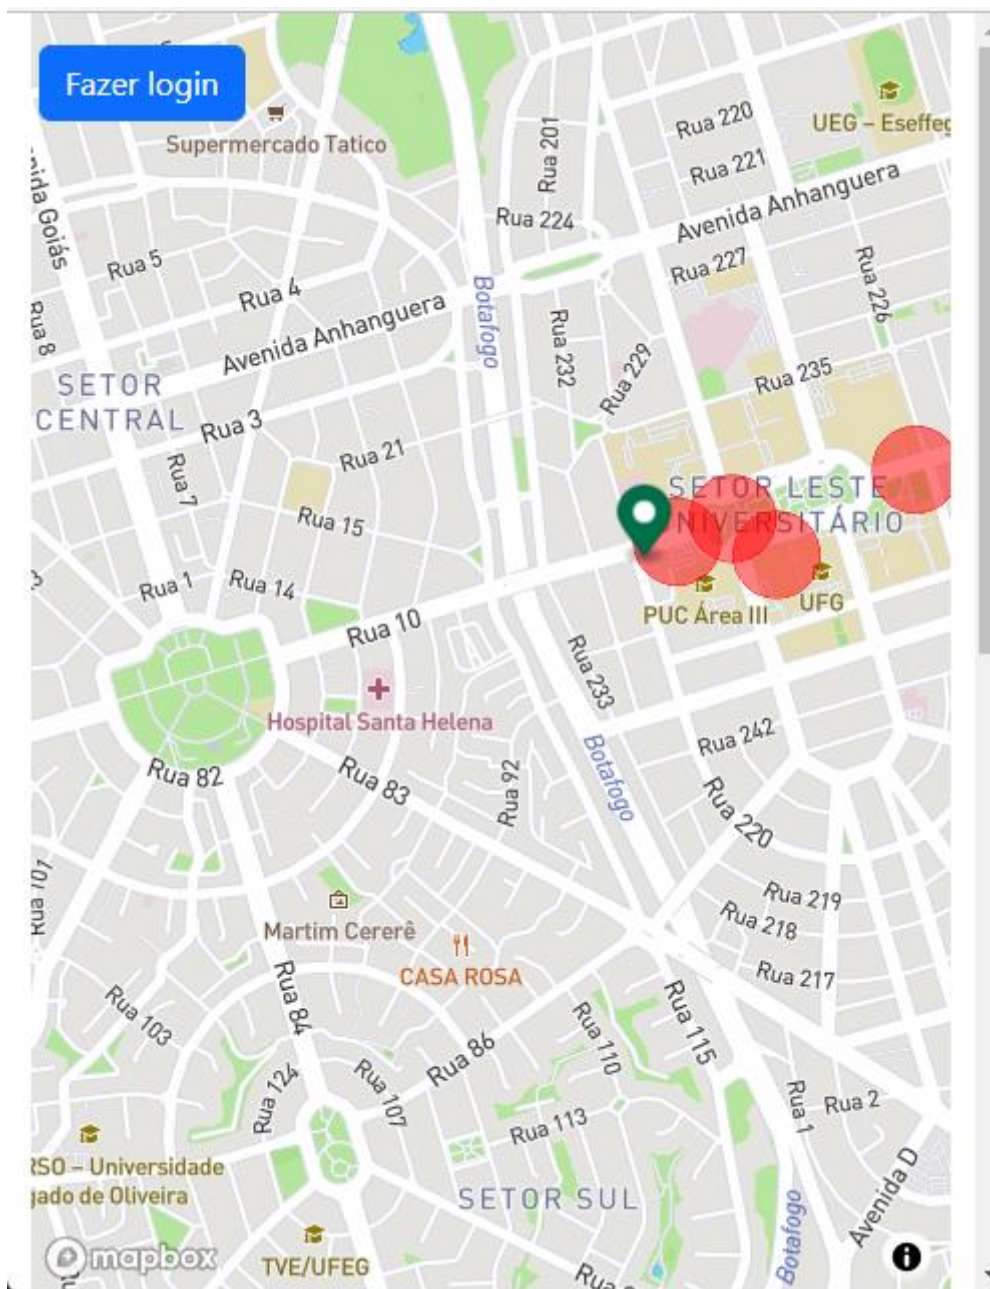 Fazer login
Supermercado Tatico
Rua 201
Rua 220
UEG – Eseffeg
Rua 221
Avenida Anhanguera
Rua 224
Rua 227
Rua 226
Rua 5
Rua 4
Rua 8
Avenida Anhanguera
Botafogo
Rua 232
Rua 229
Rua 235
SETOR
CENTRAL
Rua 3
Rua 21
Rua 7
Rua 15
SETOR LESTE
UNIVERSITÁRIO
Rua 1
Rua 14
Rua 10
PUC Área III
UFG
Rua 233
Hospital Santa Helena
Rua 242
Rua 82
Rua 83
Rua 92
Botafogo
Rua 220
Rua 101
Rua 219
Rua 218
Rua 217
Martim Cererê
CASA ROSA
Rua 103
Rua 84
Rua 86
Rua 110
Rua 115
Rua 124
Rua 107
Rua 113
Rua 1
Rua 2
RSO – Universidade
gado de Oliveira
SETOR SUL
Avenida D
Botafogo
mapbox
TVE/UFEG